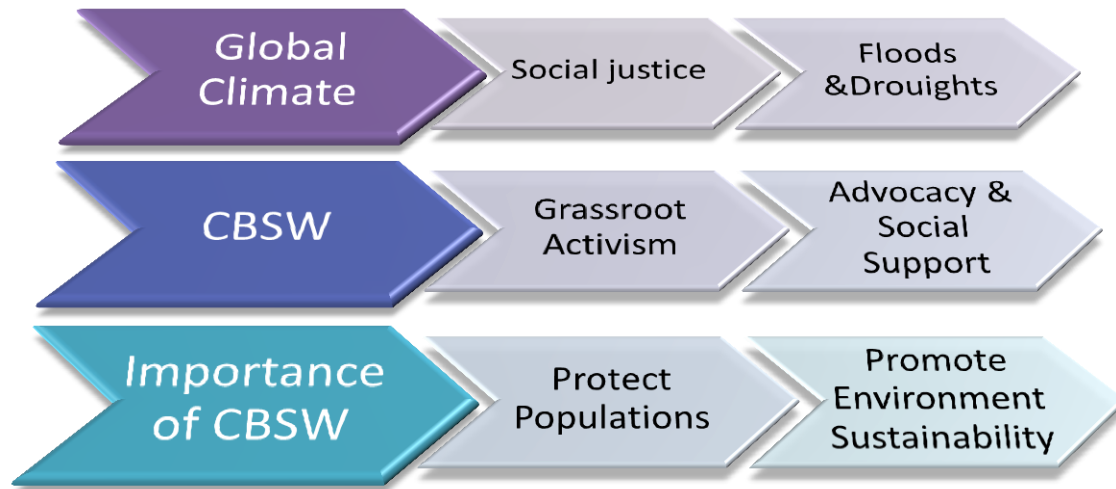 Global
Climate
Social justice
Floods
&Drouights
CBSW
Grassroot
Activism
Advocacy &
Social
Support
Importance
of CBSW
Protect
Populations
Promote
Environment
Sustainability